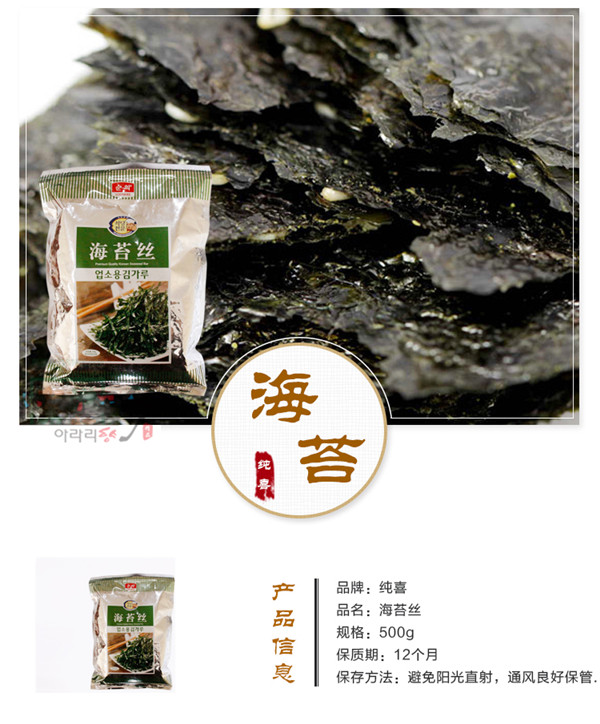 海苔丝
업소용김가루
海
苔
纯喜
아라리
海苔丝
업소용김가루
产品信息
品牌：纯喜
品名：海苔丝
规格：500g
保质期：12个月
保存方法：避免阳光直射，通风良好保管.